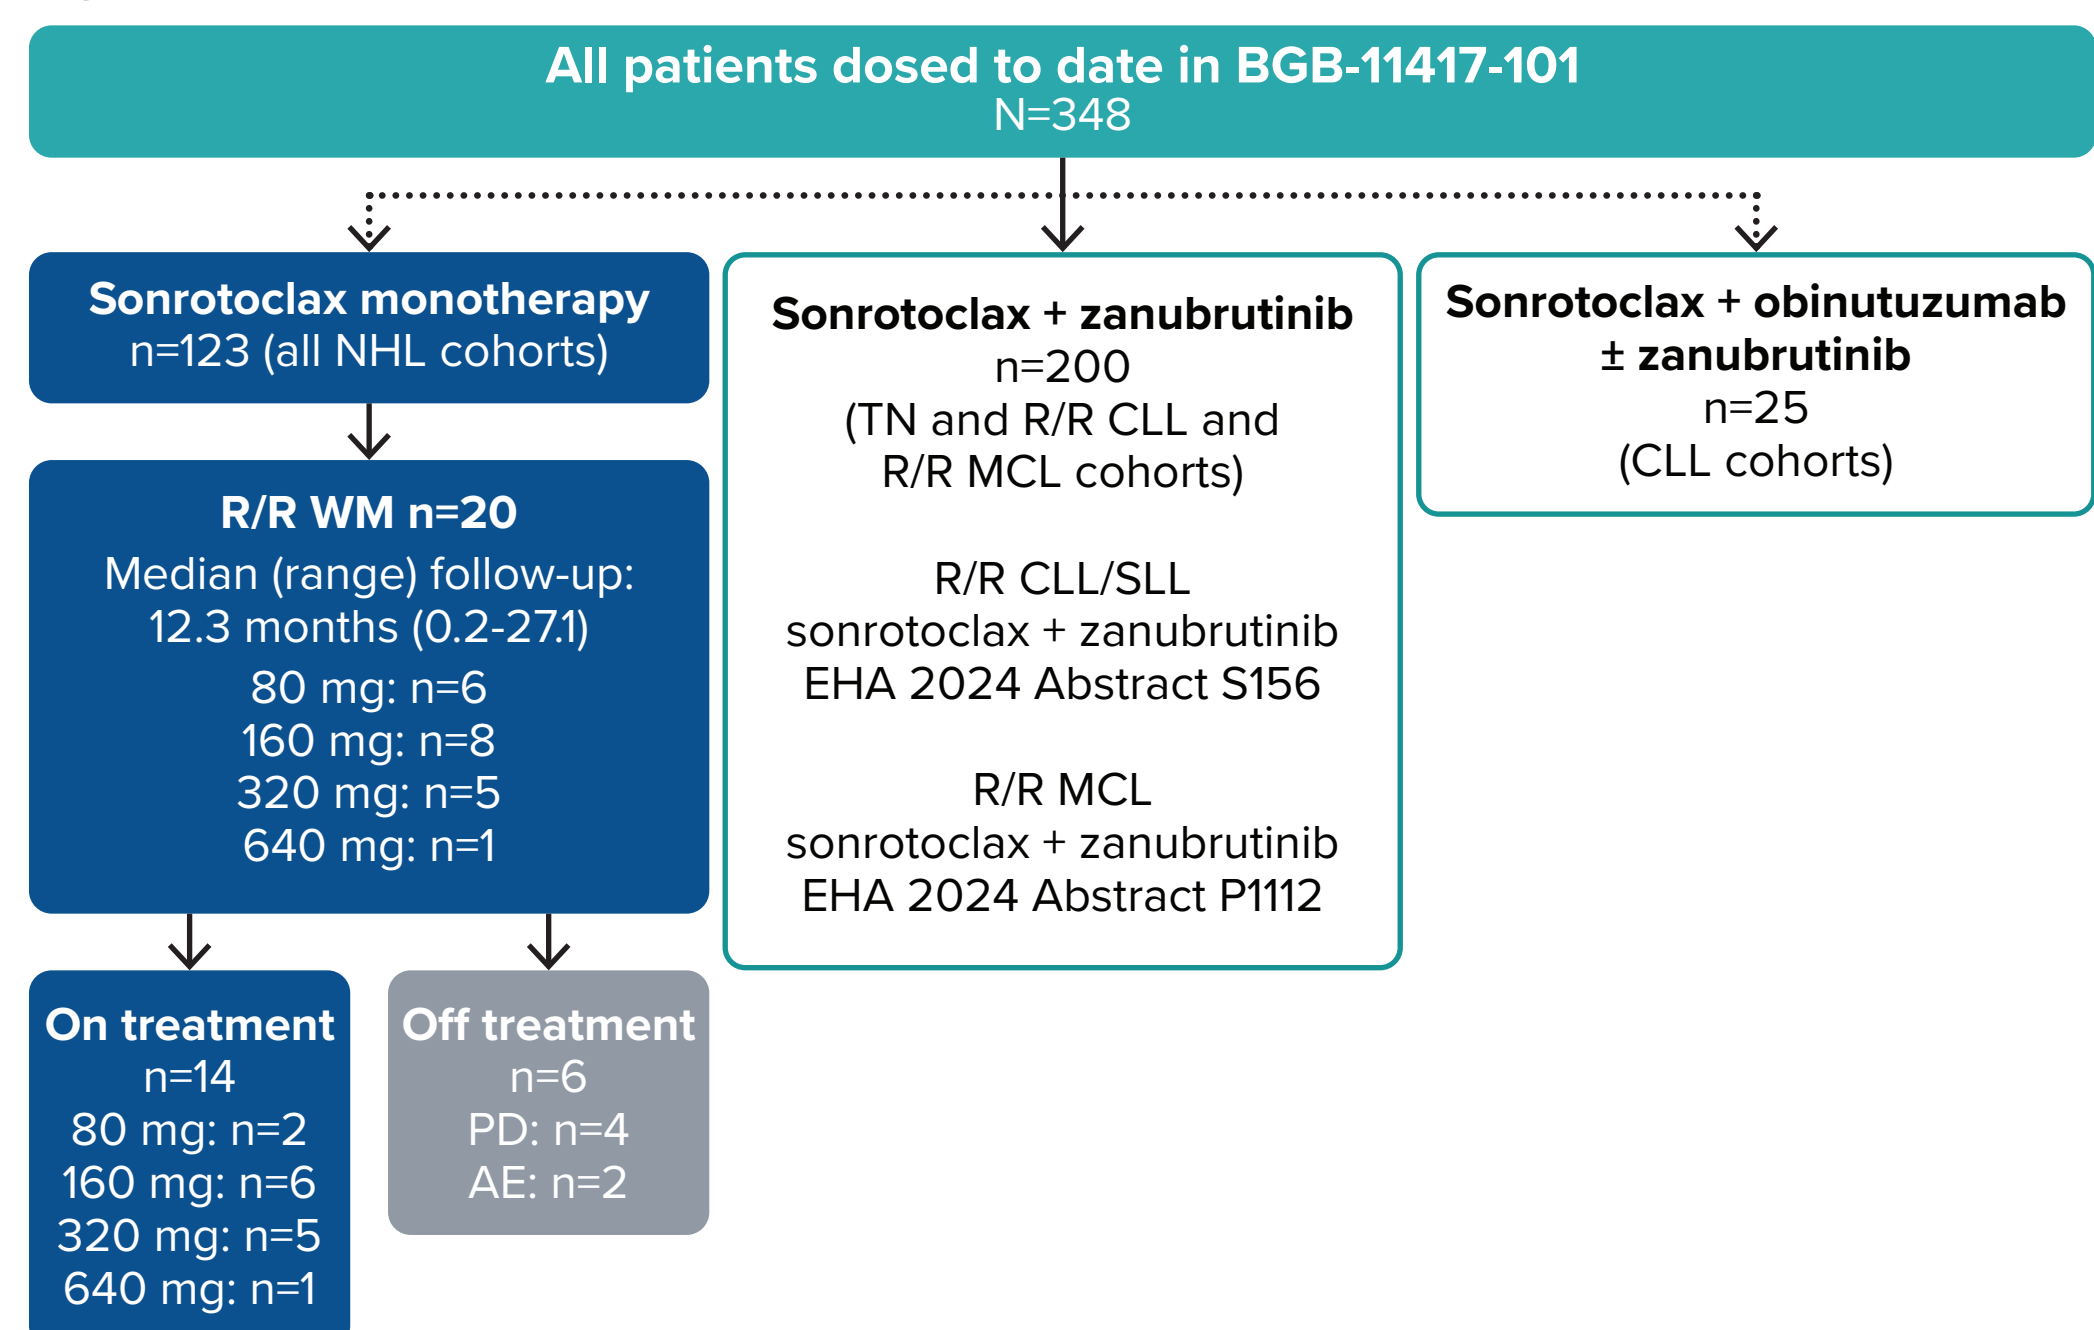 All patients dosed to date in BGB-11417-101
N=348
Sonrotoclax monotherapy
n=123 (all NHL cohorts)
R/R WM n=20
Median (range) follow-up:
12.3 months (0.2-27.1)
80 mg: n=6
160 mg: n=8
320 mg: n=5
640 mg: n=1
On treatment
n=14
80 mg: n=2
160 mg: n=6
320 mg: n=5
640 mg: n=1
Off treatment
n=6
PD: n=4
AE: n=2
Sonrotoclax + zanubrutinib
n=200
(TN and R/R CLL and
R/R MCL cohorts)
R/R CLL/SLL
sonrotoclax + zanubrutinib
EHA 2024 Abstract S156
R/R MCL
sonrotoclax + zanubrutinib
EHA 2024 Abstract P1112
Sonrotoclax + obinutuzumab
± zanubrutinib
n=25
(CLL cohorts)